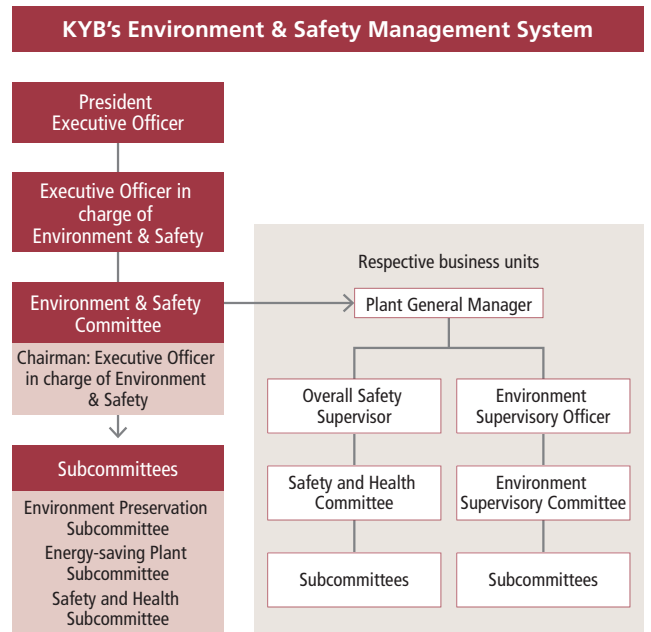 KYB's Environment & Safety Management System
President
Executive Officer
Executive Officer in
charge of
Environment & Safety
Environment & Safety
Committee
Chairman: Executive Officer
in charge of Environment
& Safety
Subcommittees
Environment Preservation
Subcommittee
Energy-saving Plant
Subcommittee
Safety and Health
Subcommittee
Respective business units
Plant General Manager
Overall Safety
Supervisor
Safety and Health
Committee
Subcommittees
Environment
Supervisory Officer
Environment
Supervisory Committee
Subcommittees